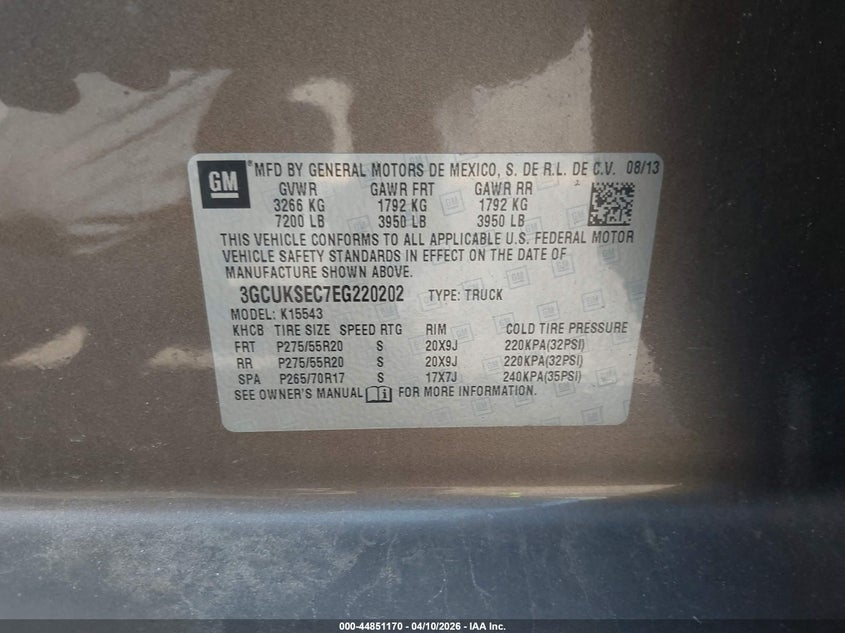 GM ® MFD BY GENERAL MOTORS DE MEXICO, S. DE R.L. DE C.V. 08/13
GVWR GAWR FRT GAWR RR
3266 KG 1792 KG 1792 KG
7200 LB 3950 LB 3950 LB
THIS VEHICLE CONFORMS TO ALL APPLICABLE U.S. FEDERAL MOTOR
VEHICLE SAFETY STANDARDS IN EFFECT ON THE DATE OF
MANUFACTURE SHOWN ABOVE.
3GCUKSEC7EG220202 TYPE: TRUCK
MODEL: K15543
KHCB TIRE SIZE SPEED RTG RIM COLD TIRE PRESSURE
FRT P275/55R20 S 20X9J 220KPA(32PSI)
RR P275/55R20 S 20X9J 220KPA(32PSI)
SPA P265/70R17 S 17X7J 240KPA(35PSI)
SEE OWNER'S MANUAL FOR MORE INFORMATION.
000-44851170 - 04/10/2026 - IAA Inc.